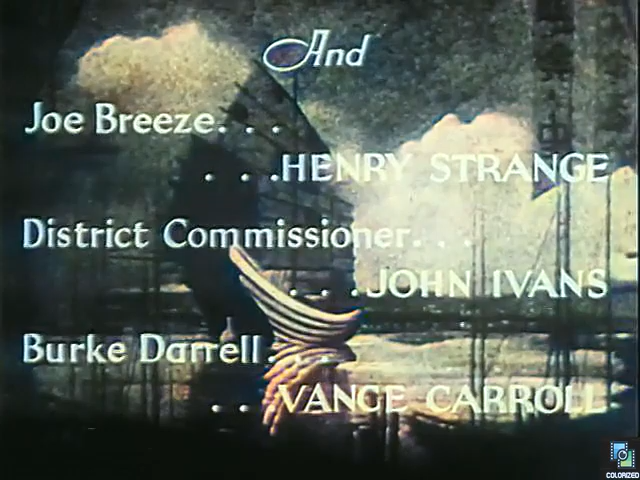 And
Joe Breeze. . .
. . .HENRY STRANGE
District Commissioner. . .
. . .JOHN IVANS
Burke Darrell. . .
. . VANCE CARROLL
COLORIZED